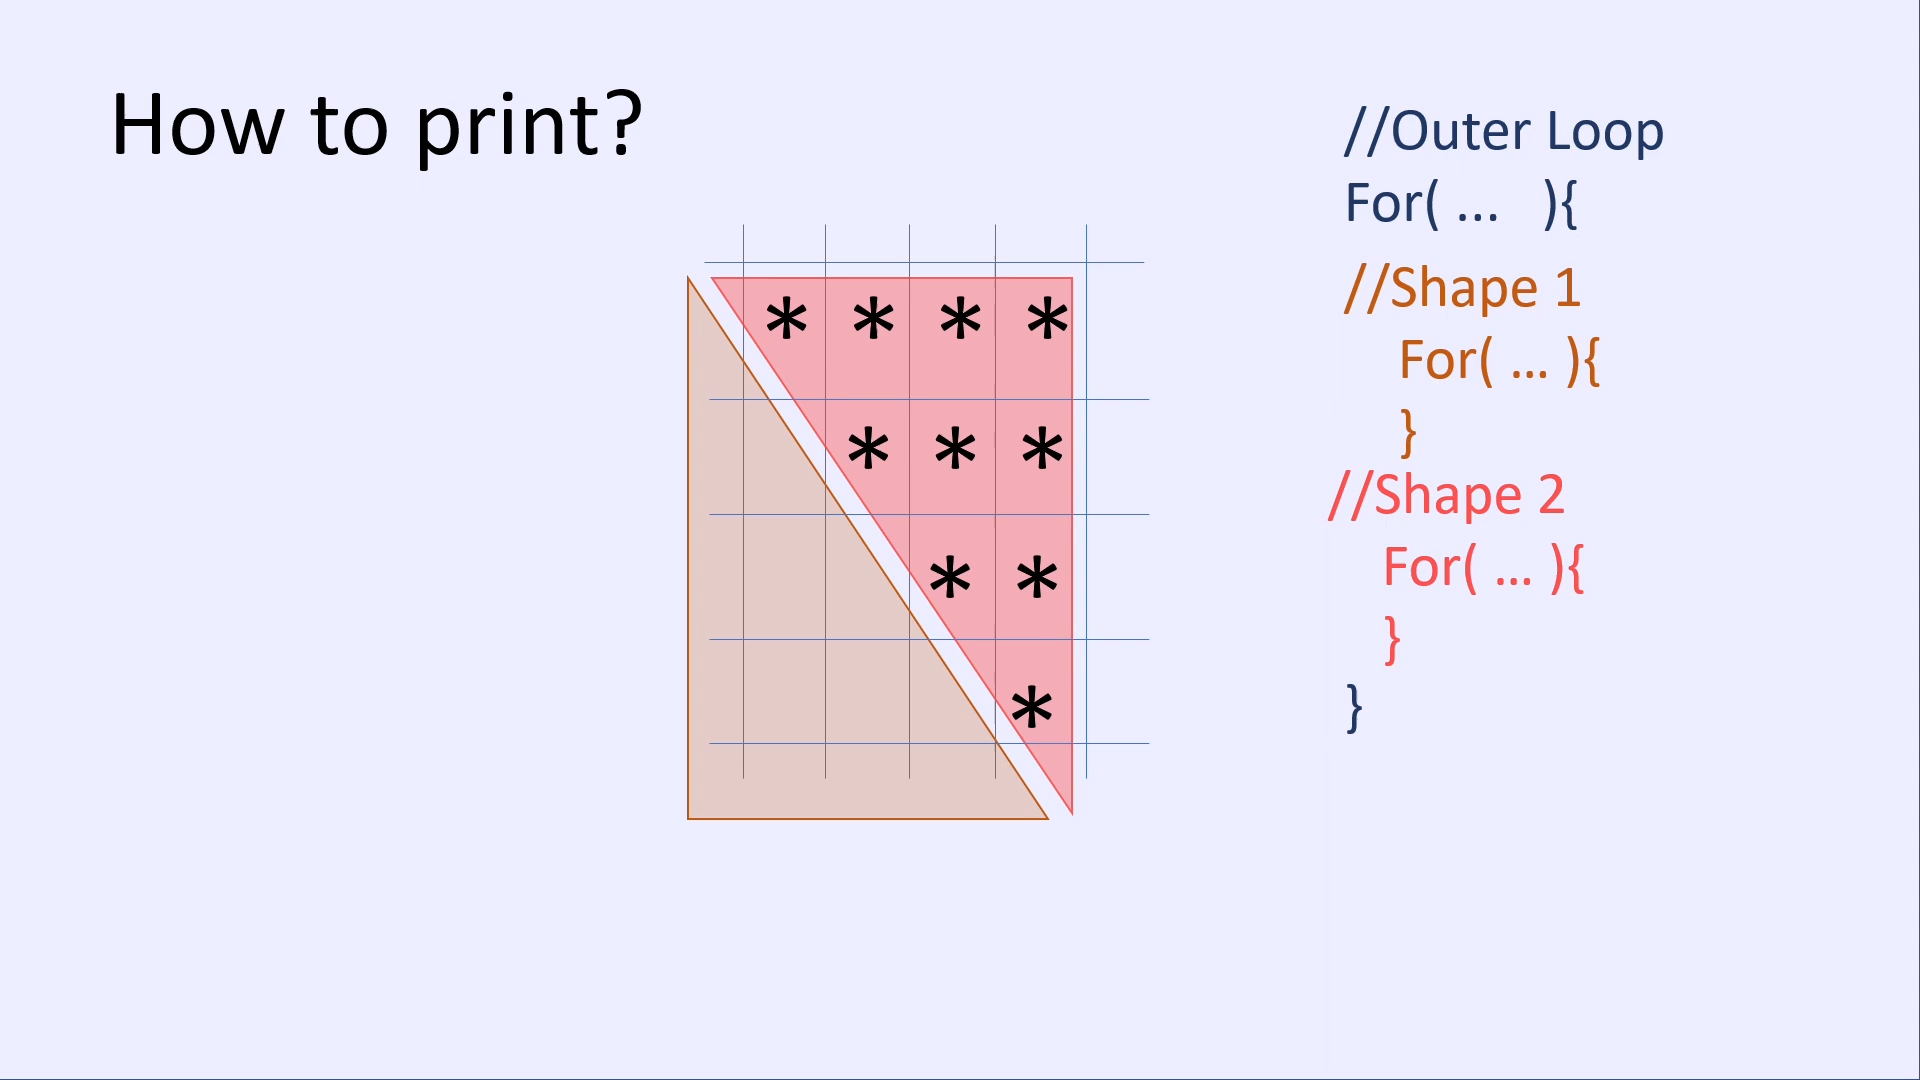 How to print?
* * * *
* * *
* *
*
//Outer Loop
For( ... ){
//Shape 1
For( ... ){
}
//Shape 2
For( ... ){
}
}